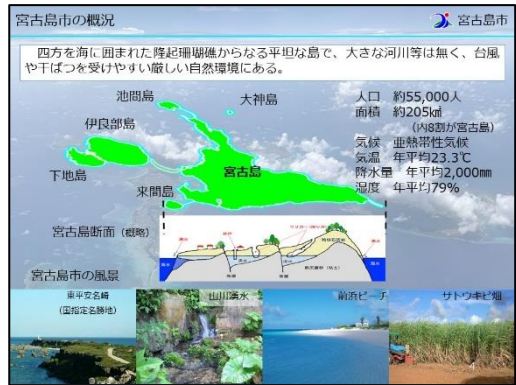 宮古島市の概況
宮古島市
四方を海に囲まれた隆起珊瑚礁からなる平坦な島で、大きな河川等は無く、台風
や干ばつを受けやすい厳しい自然環境にある。
池間島
大神島
伊良部島
下地島
宮古島
来間島
人口 約55,000人
面積 約205㎢
(内8割が宮古島)
気候 亜熱帯性気候
気温 年平均23.3℃
降水量 年平均2,000mm
湿度 年平均79%
宮古島断面(概略)
宮古島市の風景
東平安名崎
(国指定名勝地)
山川湧水
前浜ビーチ
サトウキビ畑